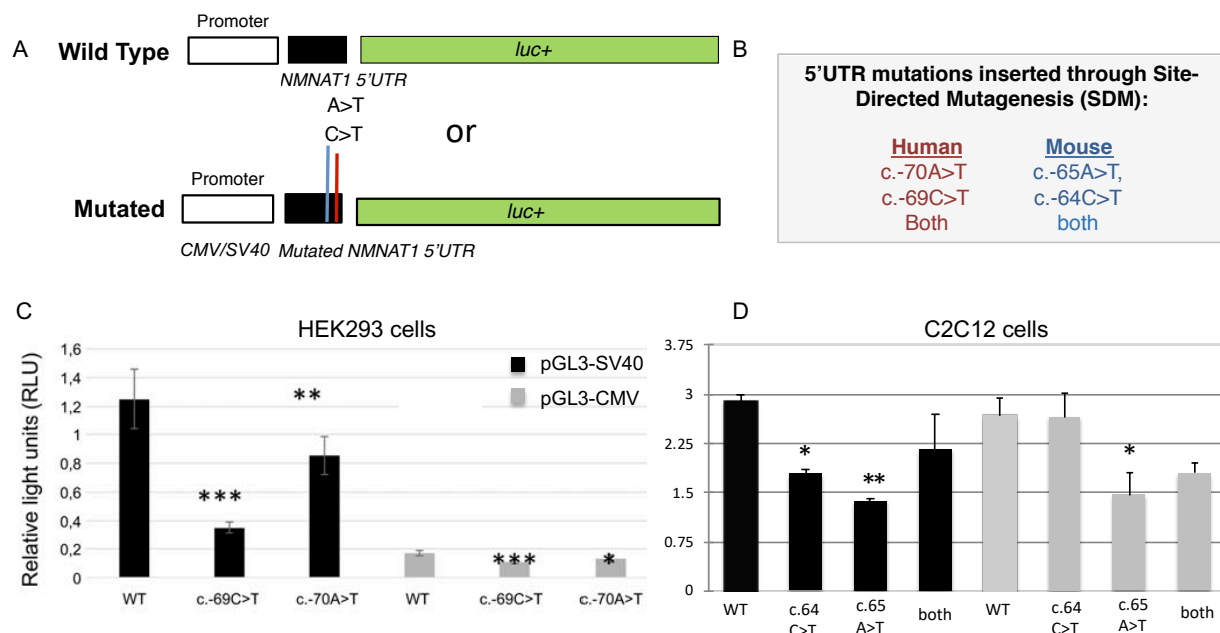 A
Promoter
Wild Type
luc+
NMNAT1 5'UTR
A>T
C>T
or
Promoter
Mutated
luc+
CMV/SV40 Mutated NMNAT1 5'UTR
B
5'UTR mutations inserted through Site-
Directed Mutagenesis (SDM):
Human Mouse
c.-70A>T c.-65A>T,
c.-69C>T c.-64C>T
Both both
C
HEK293 cells
Relative light units (RLU)
1,6
1,4
1,2
1
0,8
0,6
0,4
0,2
0
***
**
***
*
pGL3-SV40
pGL3-CMV
WT c.-69C>T c.-70A>T WT c.-69C>T c.-70A>T
D
C2C12 cells
3.75
3
2.25
1.5
0.75
0
*
**
*
WT c.64 c.65 both WT c.64 c.65 both
C>T A>T C>T A>T